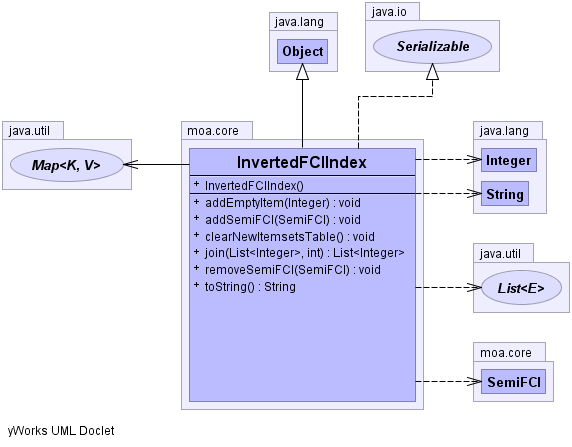 java.lang
Object
java.io
Serializable
java.util
Map<K, V>
moa.core
InvertedFCIIndex
+ InvertedFCIIndex()
+ addEmptyItem(Integer) : void
+ addSemiFCI(SemiFCI) : void
+ clearNewItemsetsTable() : void
+ join(List<Integer>, int) : List<Integer>
+ removeSemiFCI(SemiFCI) : void
+ toString() : String
java.lang
Integer
String
java.util
List<E>
moa.core
SemiFCI
yWorks UML Doclet